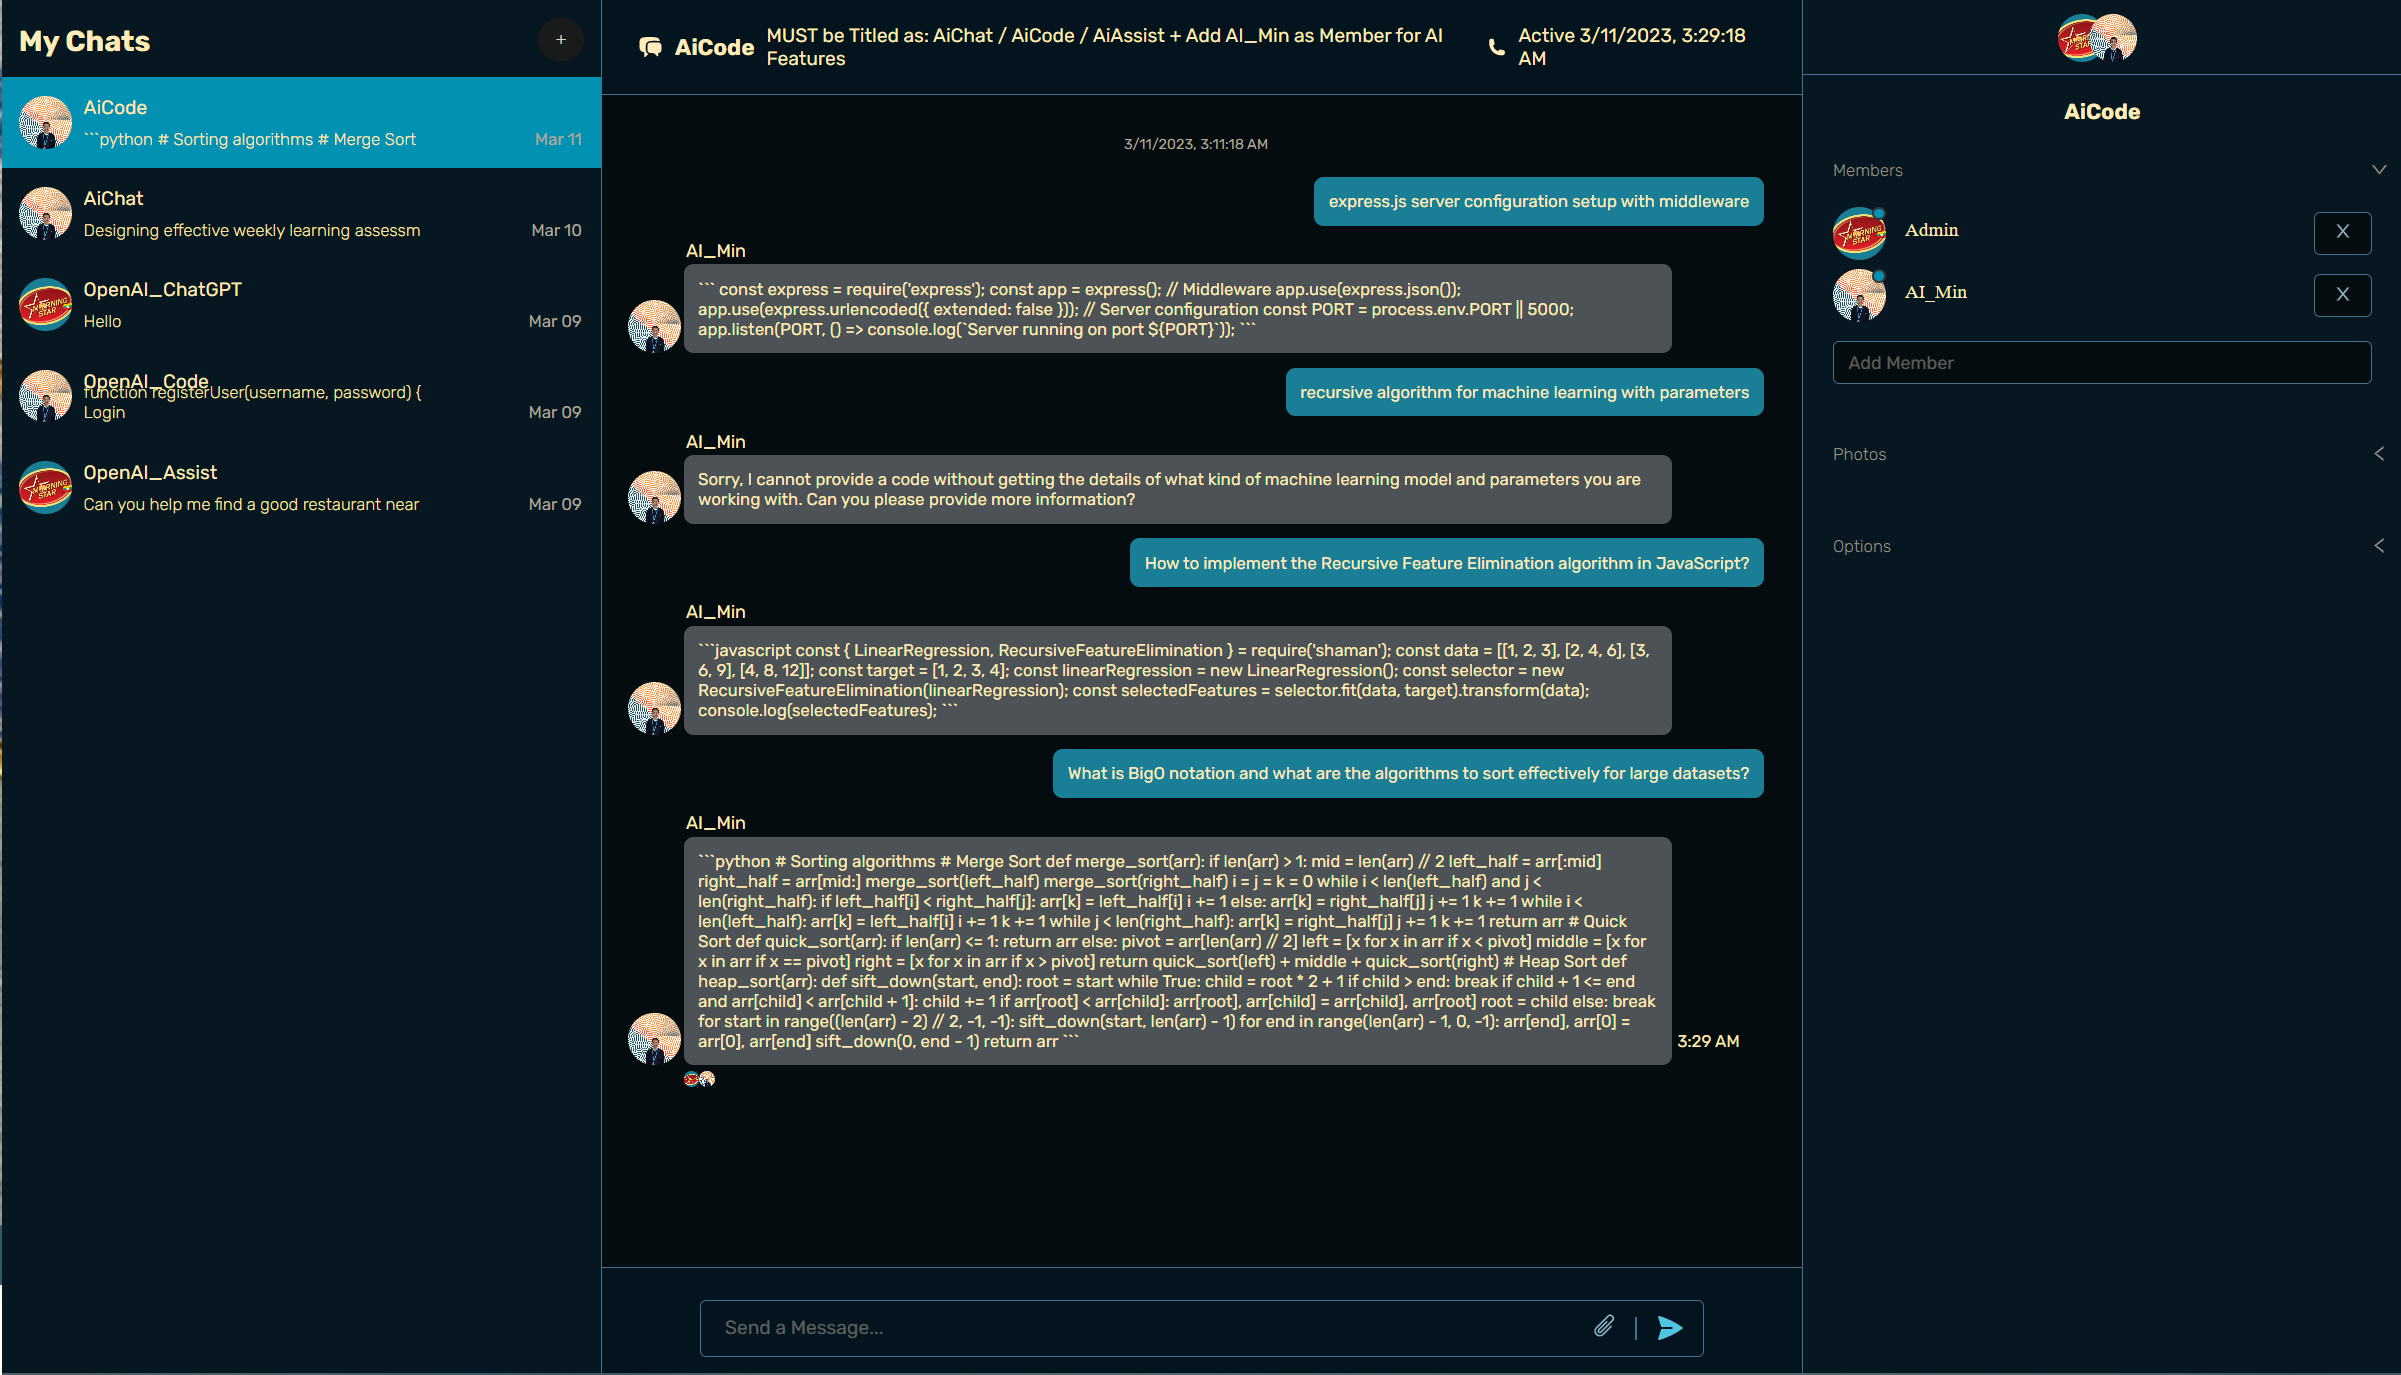 My Chats
+
AiCode
```python # Sorting algorithms # Merge Sort
Mar 11
AiChat
Designing effective weekly learning assessm
Mar 10
OpenAI_ChatGPT
Hello
Mar 09
OpenAI_Code
function registerUser(username, password) {
Login
Mar 09
OpenAI_Assist
Can you help me find a good restaurant near
Mar 09
AiCode
MUST be Titled as: AiChat / AiCode / AiAssist + Add AI_Min as Member for AI
Features
Active 3/11/2023, 3:29:18
AM
3/11/2023, 3:11:18 AM
express.js server configuration setup with middleware
AI_Min
``` const express = require('express'); const app = express(); // Middleware app.use(express.json());
app.use(express.urlencoded({ extended: false })); // Server configuration const PORT = process.env.PORT || 5000;
app.listen(PORT, () => console.log(`Server running on port ${PORT}`)); ```
recursive algorithm for machine learning with parameters
AI_Min
Sorry, I cannot provide a code without getting the details of what kind of machine learning model and parameters you are
working with. Can you please provide more information?
How to implement the Recursive Feature Elimination algorithm in JavaScript?
AI_Min
```javascript const { LinearRegression, RecursiveFeatureElimination } = require('shaman'); const data = [[1, 2, 3], [2, 4, 6], [3,
6, 9], [4, 8, 12]]; const target = [1, 2, 3, 4]; const linearRegression = new LinearRegression(); const selector = new
RecursiveFeatureElimination(linearRegression); const selectedFeatures = selector.fit(data, target).transform(data);
console.log(selectedFeatures); ```
What is BigO notation and what are the algorithms to sort effectively for large datasets?
AI_Min
```python # Sorting algorithms # Merge Sort def merge_sort(arr): if len(arr) > 1: mid = len(arr) // 2 left_half = arr[:mid]
right_half = arr[mid:] merge_sort(left_half) merge_sort(right_half) i = j = k = 0 while i < len(left_half) and j <
len(right_half): if left_half[i] < right_half[j]: arr[k] = left_half[i] i += 1 else: arr[k] = right_half[j] j += 1 k += 1 while i <
len(left_half): arr[k] = left_half[i] i += 1 k += 1 while j < len(right_half): arr[k] = right_half[j] j += 1 k += 1 return arr # Quick
Sort def quick_sort(arr): if len(arr) <= 1: return arr else: pivot = arr[len(arr) // 2] left = [x for x in arr if x < pivot] middle = [x for
x in arr if x == pivot] right = [x for x in arr if x > pivot] return quick_sort(left) + middle + quick_sort(right) # Heap Sort def
heap_sort(arr): def sift_down(start, end): root = start while True: child = root * 2 + 1 if child > end: break if child + 1 <= end
and arr[child] < arr[child + 1]: child += 1 if arr[root] < arr[child]: arr[root], arr[child] = arr[child], arr[root] root = child else: break
for start in range((len(arr) - 2) // 2, -1, -1): sift_down(start, len(arr) - 1) for end in range(len(arr) - 1, 0, -1): arr[end], arr[0] =
arr[0], arr[end] sift_down(0, end - 1) return arr ```
3:29 AM
Send a Message...
AiCode
Members
MORNING
STAR
Admin
X
AI_Min
X
Add Member
Photos
Options